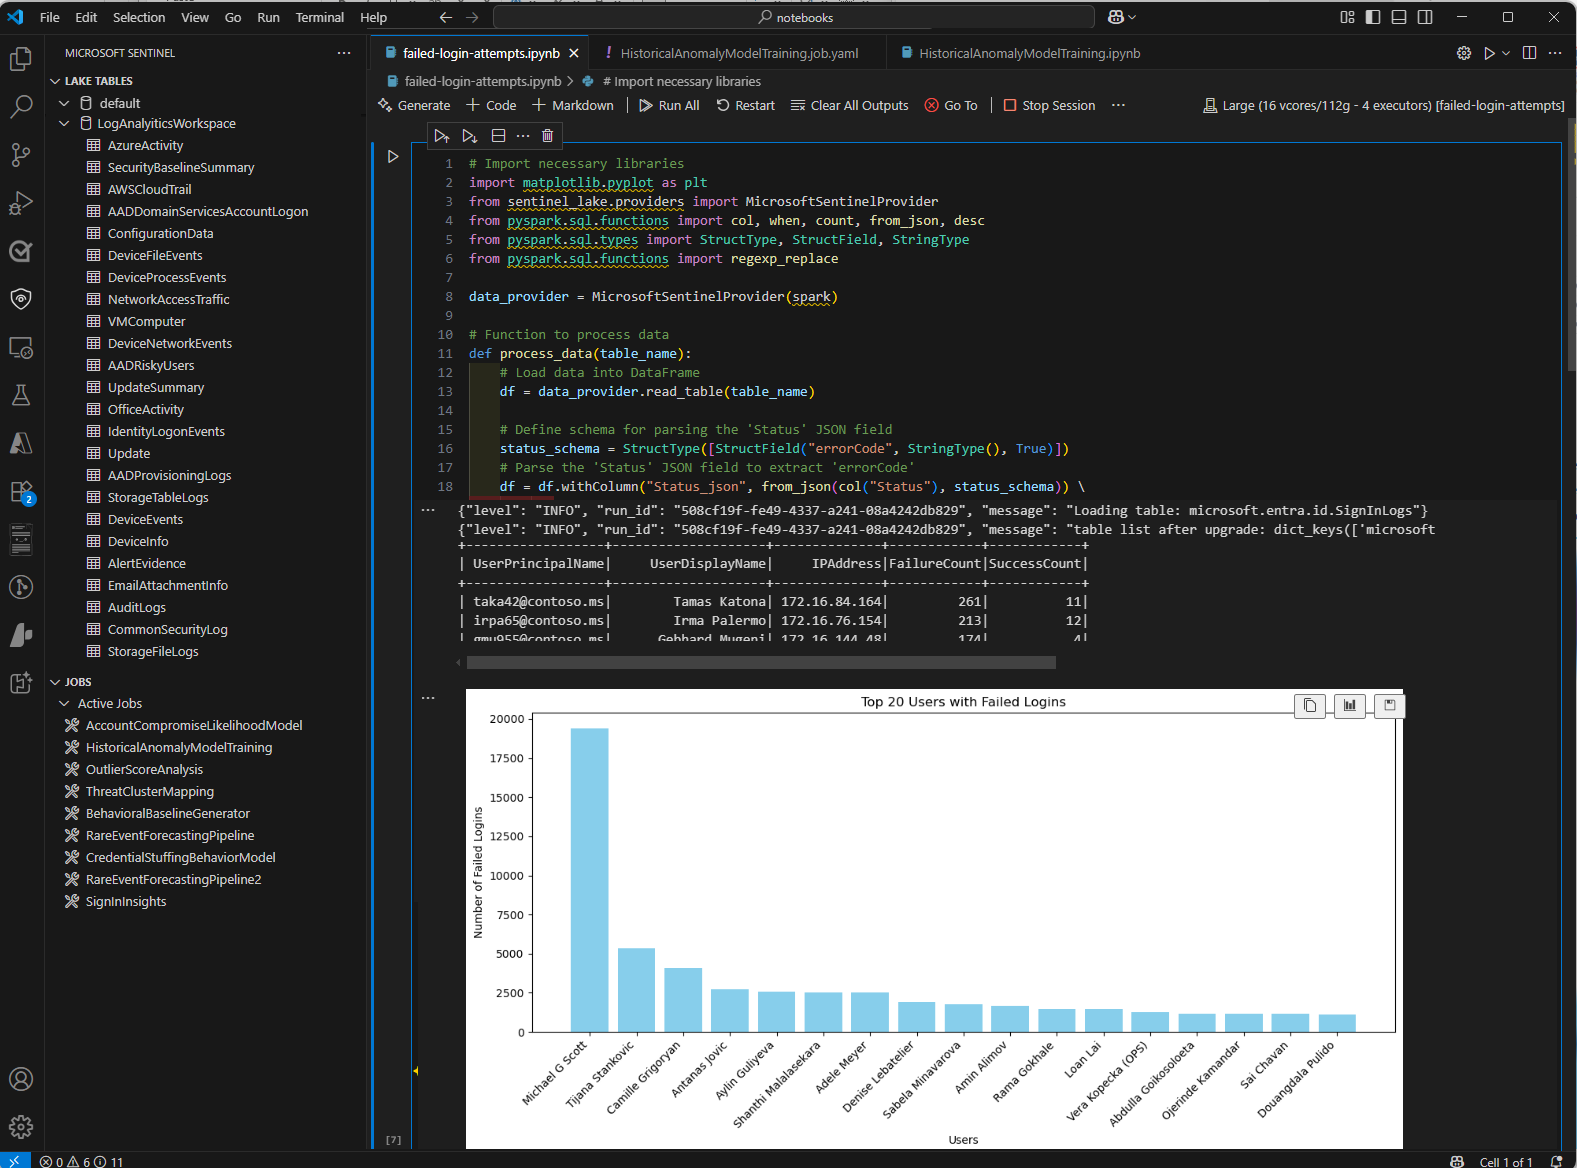 File Edit Selection View Go Run Terminal Help
notebooks
MICROSOFT SENTINEL
LAKE TABLES
default
LogAnalyiticsWorkspace
AzureActivity
SecurityBaselineSummary
AWSCloudTrail
AADDomainServicesAccountLogon
ConfigurationData
DeviceFileEvents
DeviceProcessEvents
NetworkAccessTraffic
VMComputer
DeviceNetworkEvents
AADRiskyUsers
UpdateSummary
OfficeActivity
IdentityLogonEvents
Update
AADProvisioningLogs
StorageTableLogs
DeviceEvents
DeviceInfo
AlertEvidence
EmailAttachmentInfo
AuditLogs
CommonSecurityLog
StorageFileLogs
JOBS
Active Jobs
AccountCompromiseLikelihoodModel
HistoricalAnomalyModelTraining
OutlierScoreAnalysis
ThreatClusterMapping
BehavioralBaselineGenerator
RareEventForecastingPipeline
CredentialStuffingBehaviorModel
RareEventForecastingPipeline2
SignInInsights
2
failed-login-attempts.ipynb
HistoricalAnomalyModelTraining.job.yaml
HistoricalAnomalyModelTraining.ipynb
failed-login-attempts.ipynb > # Import necessary libraries
Generate Code Markdown Run All Restart Clear All Outputs Go To Stop Session Large (16 vcores/112g - 4 executors) [failed-login-attempts]
1 # Import necessary libraries
2 import matplotlib.pyplot as plt
3 from sentinel_lake.providers import MicrosoftSentinelProvider
4 from pyspark.sql.functions import col, when, count, from_json, desc
5 from pyspark.sql.types import StructType, StructField, StringType
6 from pyspark.sql.functions import regexp_replace
7
8 data_provider = MicrosoftSentinelProvider(spark)
9
10 # Function to process data
11 def process_data(table_name):
12 # Load data into DataFrame
13 df = data_provider.read_table(table_name)
14
15 # Define schema for parsing the 'Status' JSON field
16 status_schema = StructType([StructField("errorCode", StringType(), True)])
17 # Parse the 'Status' JSON field to extract 'errorCode'
18 df = df.withColumn("Status_json", from_json(col("Status"), status_schema)) \
{"level": "INFO", "run_id": "508cf19f-fe49-4337-a241-08a4242db829", "message": "Loading table: microsoft.entra.id.SignInLogs"}
{"level": "INFO", "run_id": "508cf19f-fe49-4337-a241-08a4242db829", "message": "table list after upgrade: dict_keys(['microsoft
+------------------+--------------------+--------------+------------+------------+
| UserPrincipalName| UserDisplayName| IPAddress|FailureCount|SuccessCount|
+------------------+--------------------+--------------+------------+------------+
| taka42@contoso.ms| Tamas Katona| 172.16.84.164| 261| 11|
| irpa65@contoso.ms| Irma Palermo| 172.16.76.154| 213| 12|
| gmu955@contoso.ms| Gebhard Mugeni| 172.16.144.48| 174| 4|
Top 20 Users with Failed Logins
Number of Failed Logins
20000
17500
15000
12500
10000
7500
5000
2500
0
Michael G Scott
Tijana Stankovic
Camille Grigoryan
Antanas Jovic
Aylin Guliyeva
Shanthi Malalasekara
Adele Meyer
Denise Lebatelier
Sabela Minavarova
Amin Alimov
Rama Gokhale
Loan Lai
Vera Kopecka (OPS)
Abdulla Goikosoloeta
Ojerinde Kamandar
Sai Chavan
Douangdala Pulido
Users
[7]
0 6 11
Cell 1 of 1